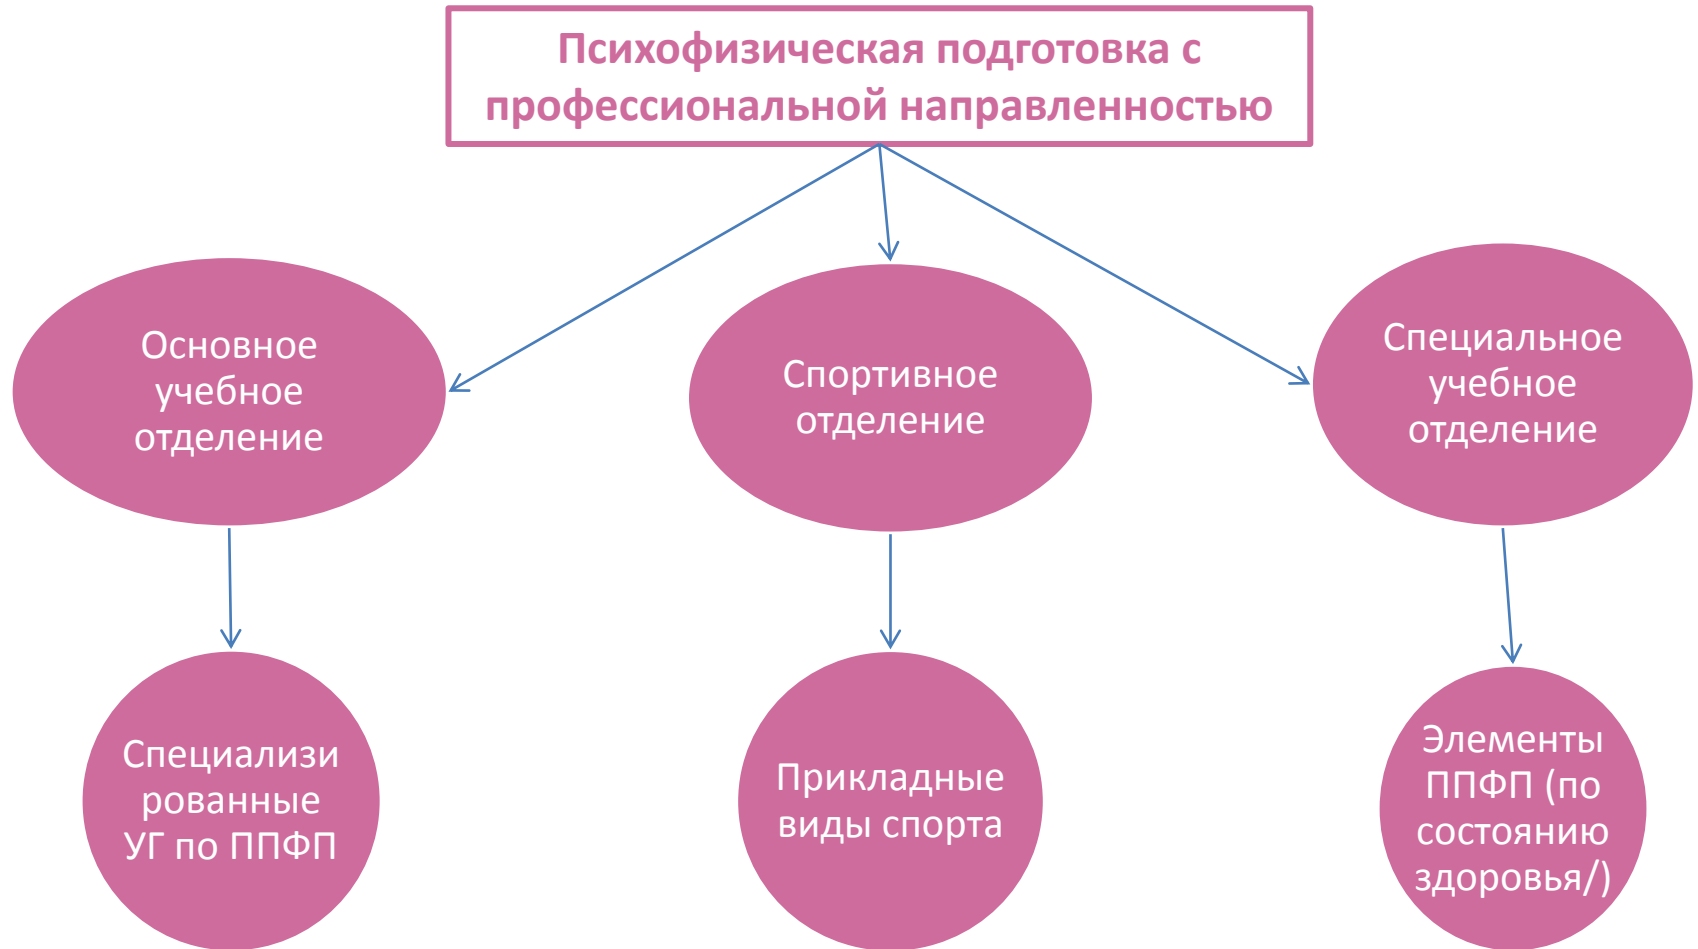 Психофизическая подготовка с
профессиональной направленностью
Основное
учебное
отделение
Спортивное
отделение
Специальное
учебное
отделение
Специализи
рованные
УГ по ППФП
Прикладные
виды спорта
Элементы
ППФП (по
состоянию
здоровья/)